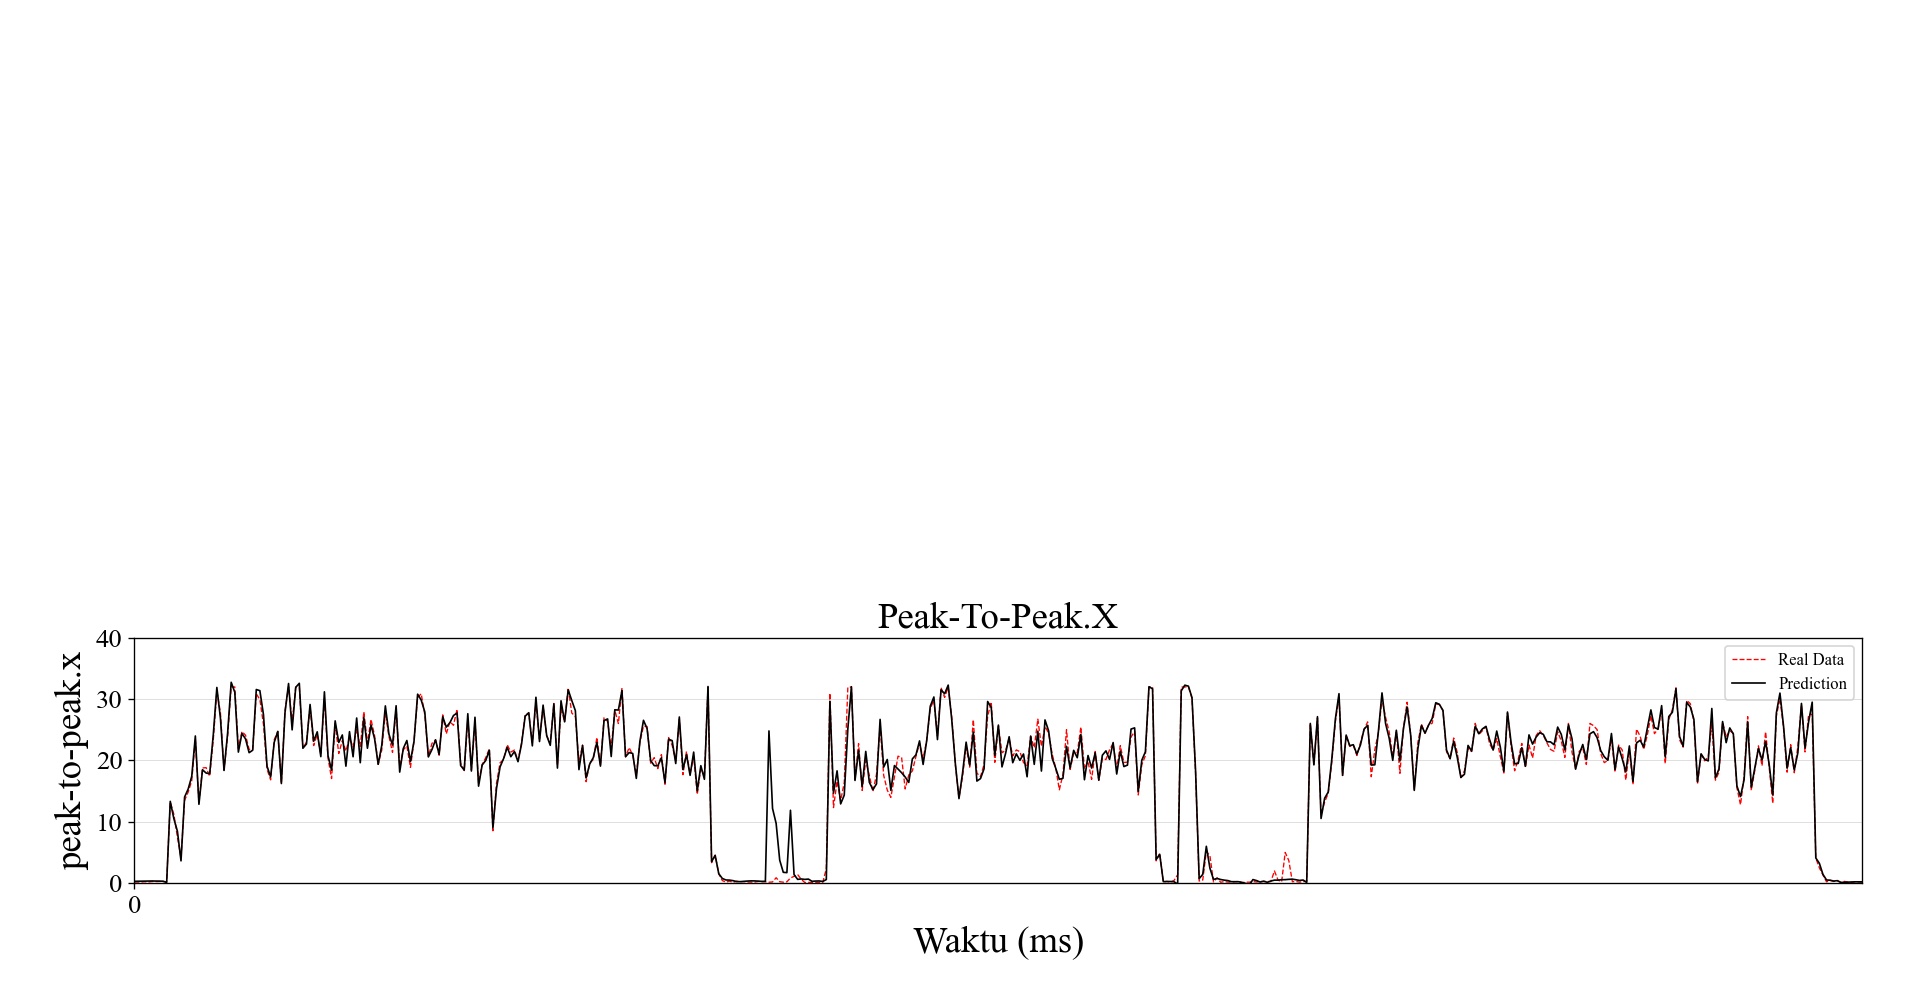 Peak-To-Peak.X
peak-to-peak.x
40
30
20
10
0
0
Real Data
Prediction
Waktu (ms)